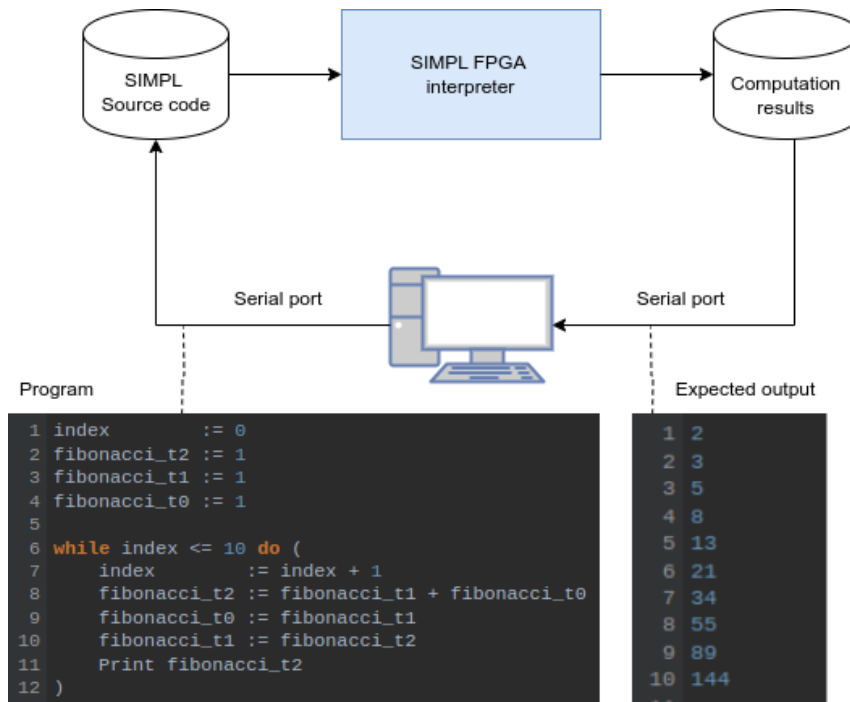 SIMPL
Source code
SIMPL FPGA
interpreter
Computation
results
Serial port
Serial port
Program
1 index        := 0
2 fibonacci_t2 := 1
3 fibonacci_t1 := 1
4 fibonacci_t0 := 1
5
6 while index <= 10 do (
7     index        := index + 1
8     fibonacci_t2 := fibonacci_t1 + fibonacci_t0
9     fibonacci_t0 := fibonacci_t1
10     fibonacci_t1 := fibonacci_t2
11     Print fibonacci_t2
12 )
Expected output
1 2
2 3
3 5
4 8
5 13
6 21
7 34
8 55
9 89
10 144